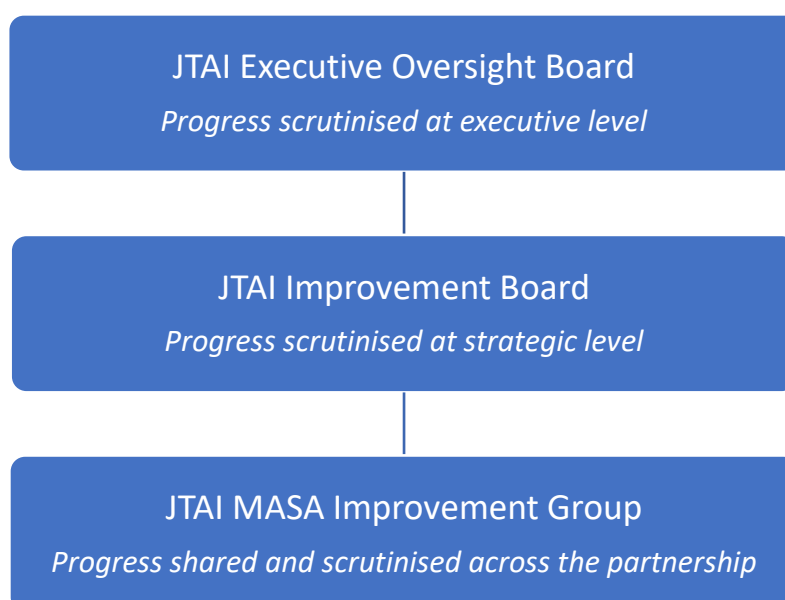 JTAI Executive Oversight Board
Progress scrutinised at executive level
JTAI Improvement Board
Progress scrutinised at strategic level
JTAI MASA Improvement Group
Progress shared and scrutinised across the partnership